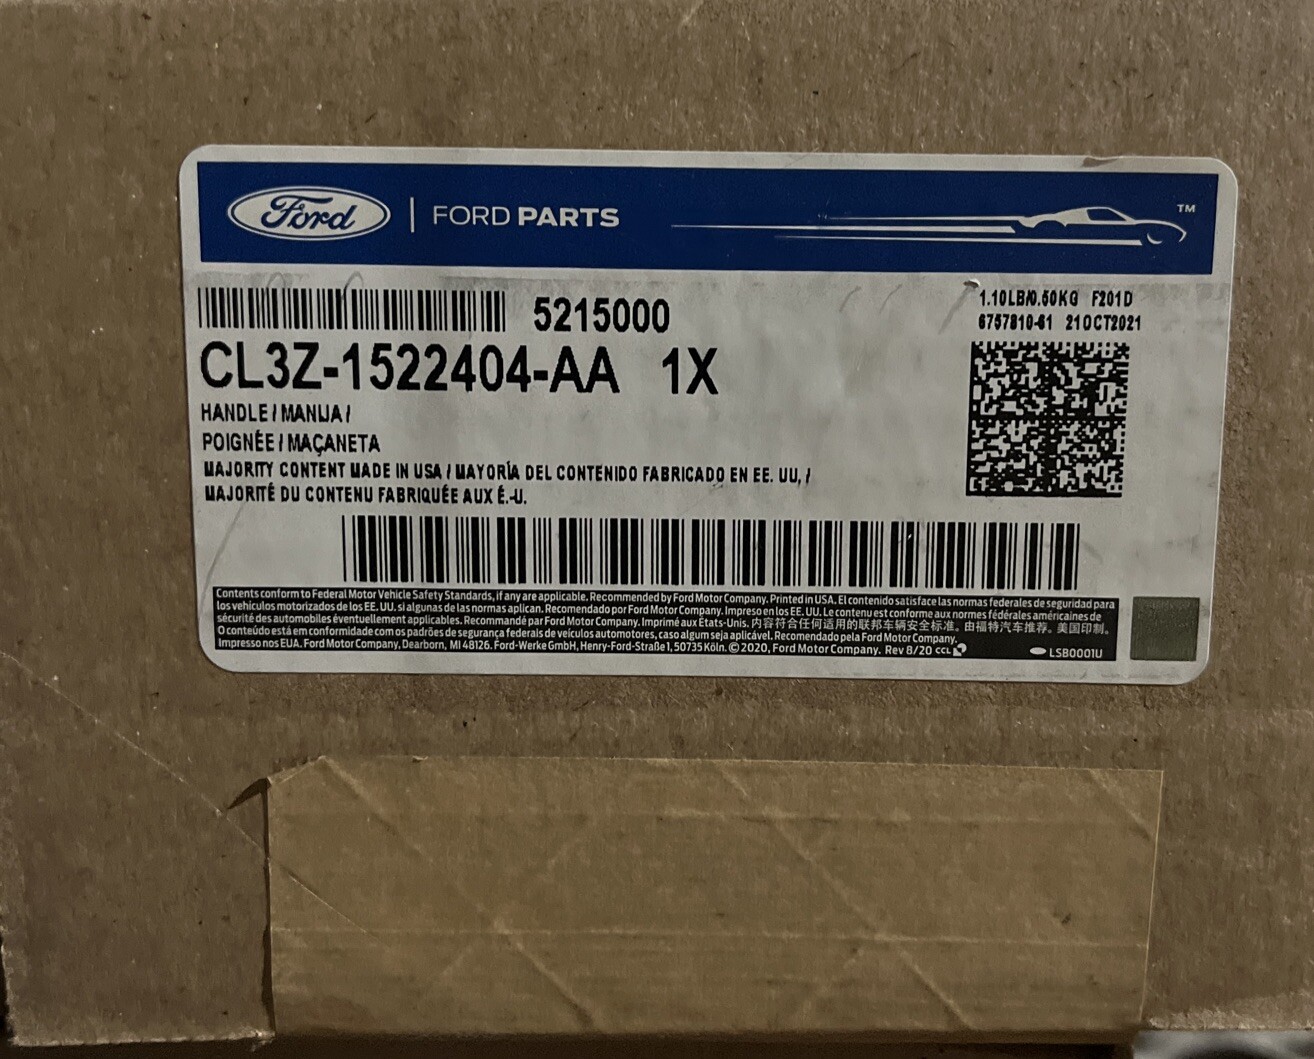 Ford | FORD PARTS
TM
5215000
1.10LB/0.50KG F201D
6757810-61 21OCT2021
CL3Z-1522404-AA 1X
HANDLE / MANIJA /
POIGNÉE / MAÇANETA
MAJORITY CONTENT MADE IN USA / MAYORÍA DEL CONTENIDO FABRICADO EN EE. UU, /
MAJORITÉ DU CONTENU FABRIQUÉE AUX É.-U.
Contents conform to Federal Motor Vehicle Safety Standards, if any are applicable. Recommended by Ford Motor Company. Printed in USA. El contenido satisface las normas federales de seguridad para
los vehículos motorizados de los EE. UU. si algunas de las normas aplican. Recomendado por Ford Motor Company. Impreso en los EE. UU. Le contenu est conforme aux normes fédérales américaines de
sécurité des automobiles éventuellement applicables. Recommandé par Ford Motor Company. Imprimé aux États-Unis. 内容符合任何适用的联邦车辆安全标准。由福特汽车推荐。美国印制。
O conteúdo está em conformidade com os padrões de segurança federais de veículos automotores, caso algum seja aplicável. Recomendado pela Ford Motor Company.
Impresso nos EUA. Ford Motor Company, Dearborn, MI 48126. Ford-Werke GmbH, Henry-Ford-Straße 1, 50735 Köln. © 2020, Ford Motor Company. Rev 8/20 CCL
LSB0001U